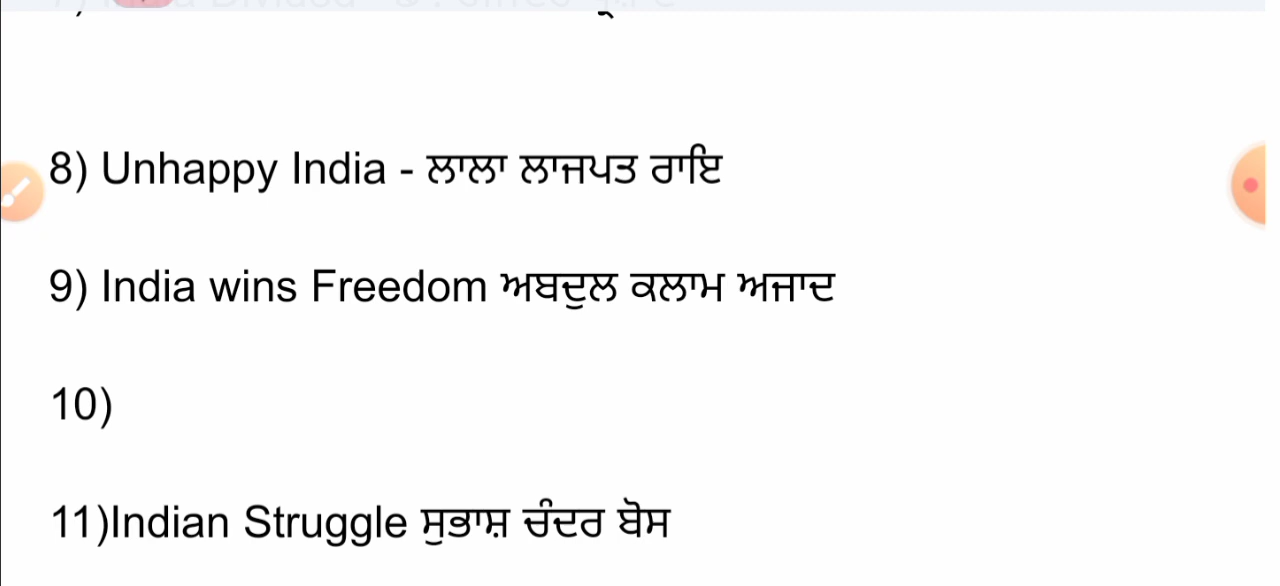 8) Unhappy India - ਲਾਲਾ ਲਾਜਪਤ ਰਾਇ
9) India wins Freedom ਅਬਦੁਲ ਕਲਾਮ ਅਜਾਦ
10)
11)Indian Struggle ਸੁਭਾਸ਼ ਚੰਦਰ ਬੋਸ